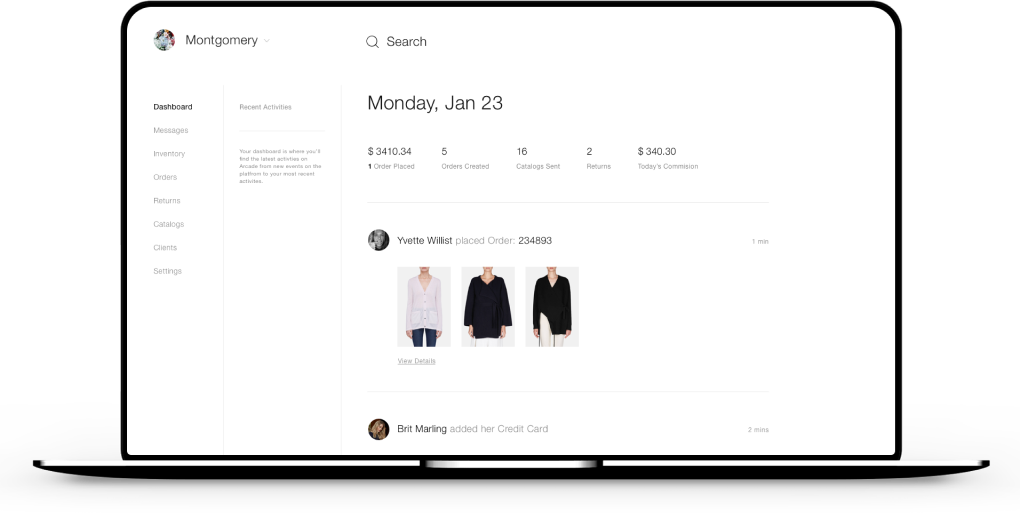 Montgomery
Search
Dashboard
Messages
Inventory
Orders
Returns
Catalogs
Clients
Settings
Recent Activities
Your dashboard is where you'll
find the latest activities on
Arcade from new events on the
platfrom to your most recent
activites.
Monday, Jan 23
$ 3410.34
1 Order Placed
5
Orders Created
16
Catalogs Sent
2
Returns
$ 340.30
Today's Commision
Yvette Willist placed Order: 234893
1 min
View Details
Brit Marling added her Credit Card
2 mins